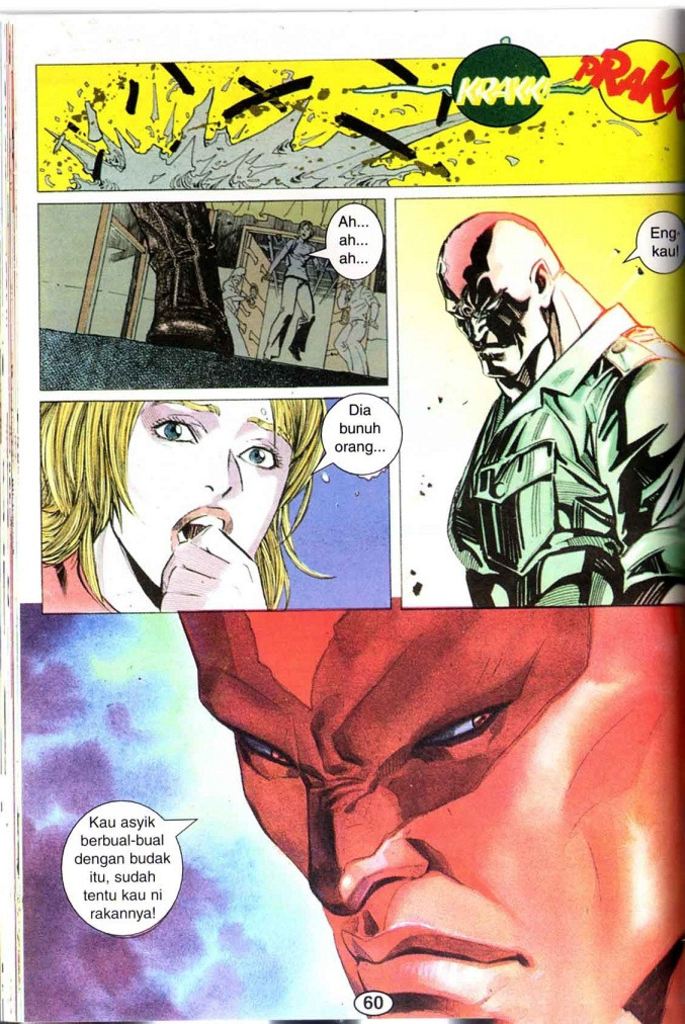 KRAKK
PRAKK
Ah...
ah...
ah...
Eng-
kau!
Dia
bunuh
orang...
Kau asyik
berbual-bual
dengan budak
itu, sudah
tentu kau ni
rakannya!
60